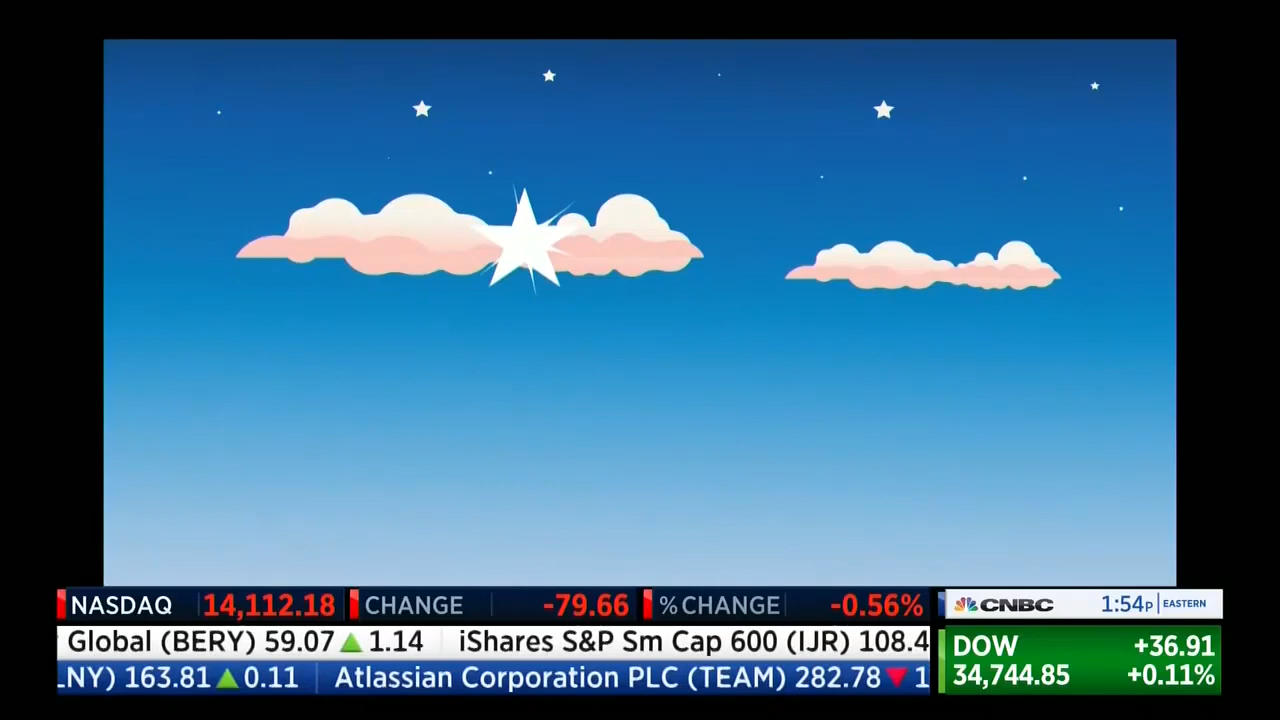 NASDAQ 14,112.18 CHANGE -79.66 % CHANGE -0.56%
CNBC 1:54P EASTERN
Global (BERY) 59.07 1.14 iShares S&P Sm Cap 600 (IJR) 108.4
LNY) 163.81 0.11 Atlassian Corporation PLC (TEAM) 282.78 1
DOW +36.91
34,744.85 +0.11%